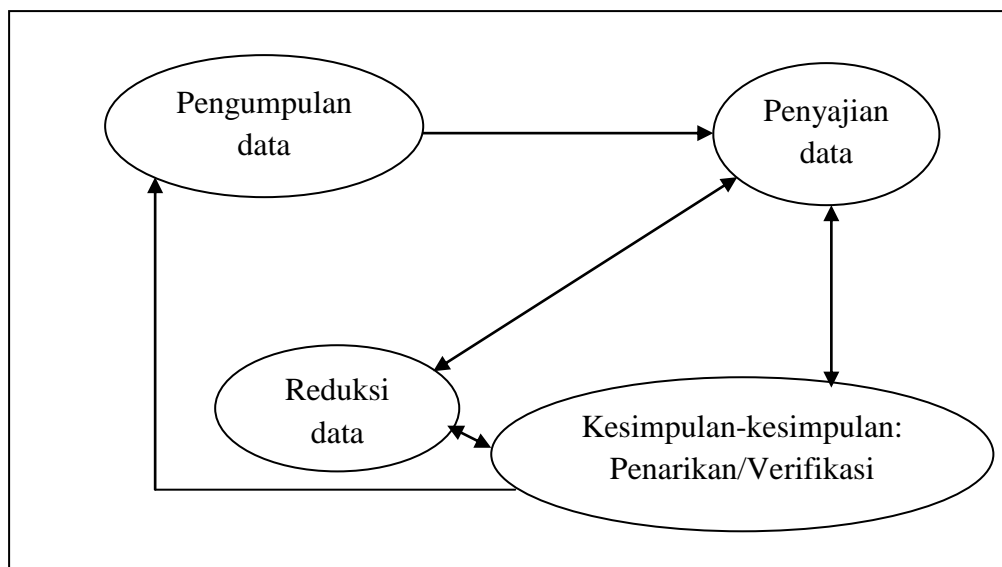 Pengumpulan
data
Penyajian
data
Reduksi
data
Kesimpulan-kesimpulan:
Penarikan/Verifikasi